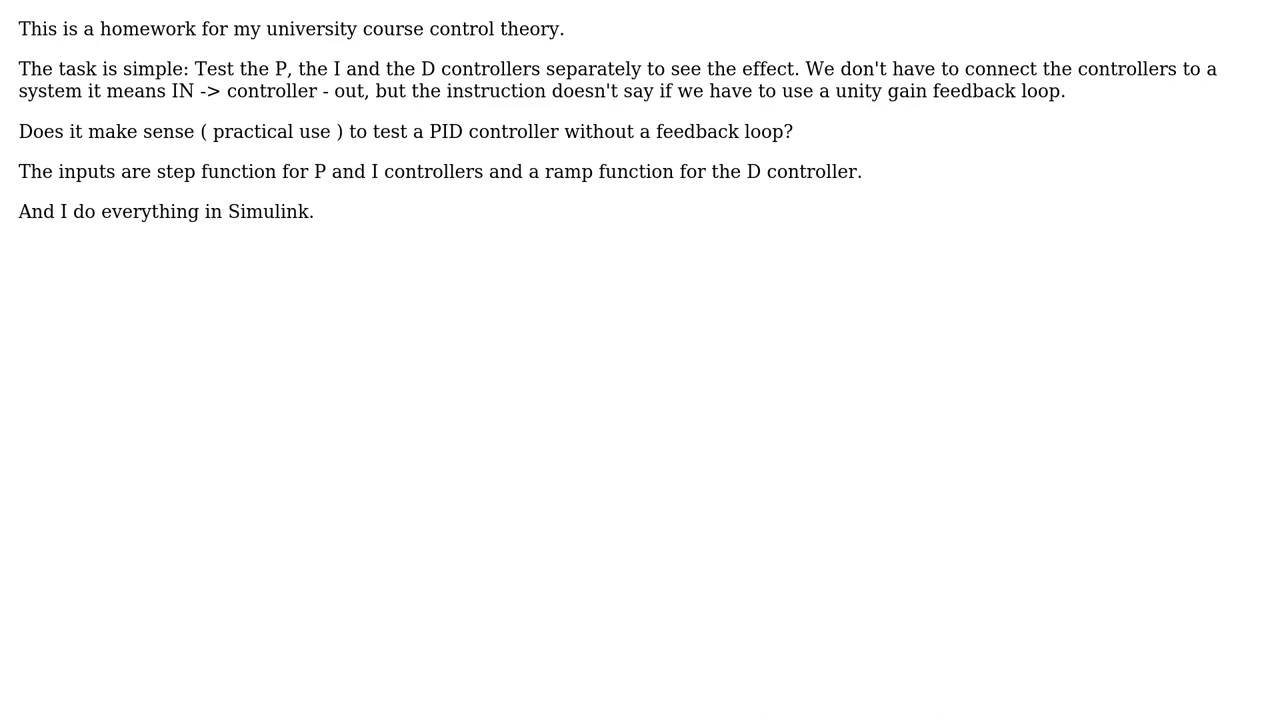 This is a homework for my university course control theory.
The task is simple: Test the P, the I and the D controllers separately to see the effect. We don't have to connect the controllers to a
system it means IN -> controller - out, but the instruction doesn't say if we have to use a unity gain feedback loop.
Does it make sense ( practical use ) to test a PID controller without a feedback loop?
The inputs are step function for P and I controllers and a ramp function for the D controller.
And I do everything in Simulink.